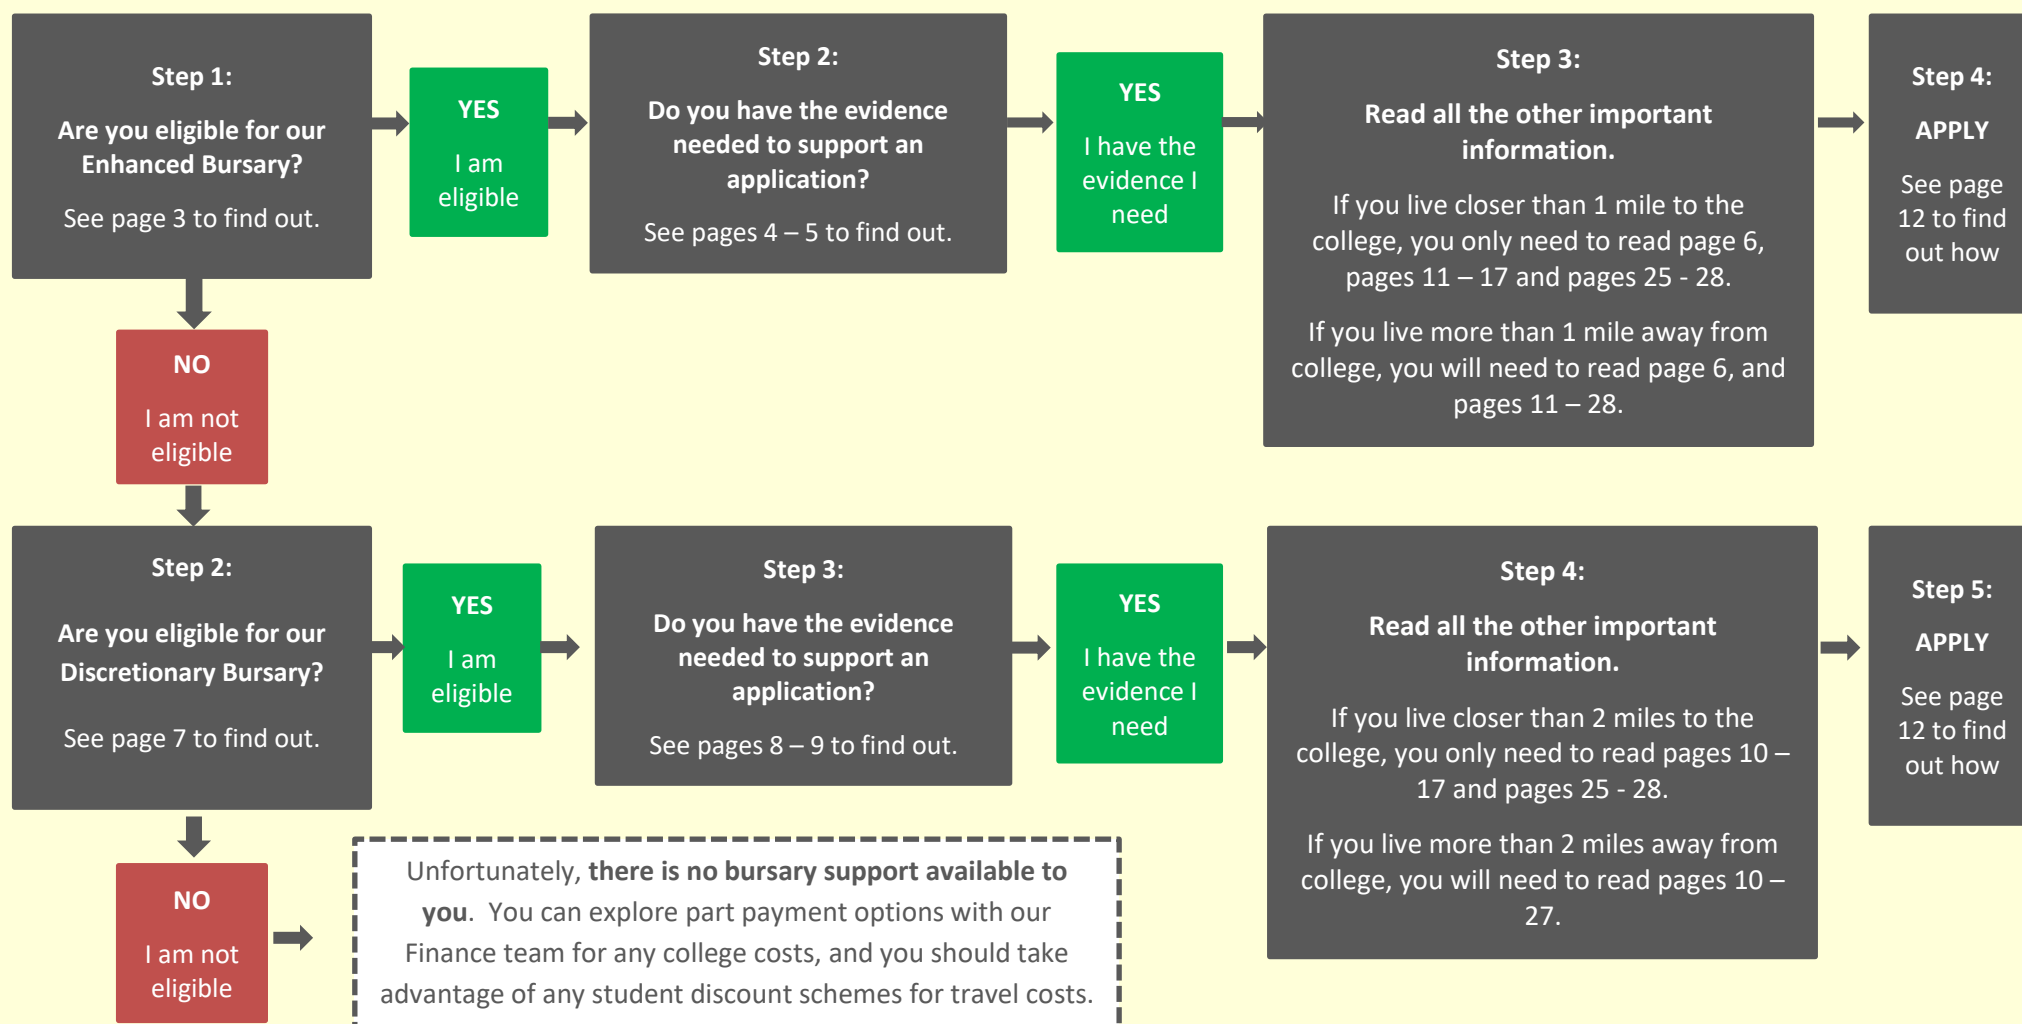 Step 1:
Are you eligible for our
Enhanced Bursary?
See page 3 to find out.
YES
I am
eligible
Step 2:
Do you have the evidence
needed to support an
application?
See pages 4 – 5 to find out.
YES
I have the
evidence I
need
Step 3:
Read all the other important
information.
If you live closer than 1 mile to the
college, you only need to read page 6,
pages 11 – 17 and pages 25 - 28.
If you live more than 1 mile away from
college, you will need to read page 6, and
pages 11 – 28.
Step 4:
APPLY
See page
12 to find
out how
NO
I am not
eligible
Step 2:
Are you eligible for our
Discretionary Bursary?
See page 7 to find out.
YES
I am
eligible
Step 3:
Do you have the evidence
needed to support an
application?
See pages 8 – 9 to find out.
YES
I have the
evidence I
need
Step 4:
Read all the other important
information.
If you live closer than 2 miles to the
college, you only need to read pages 10 –
17 and pages 25 - 28.
If you live more than 2 miles away from
college, you will need to read pages 10 –
27.
Step 5:
APPLY
See page
12 to find
out how
NO
I am not
eligible
Unfortunately, there is no bursary support available to
you. You can explore part payment options with our
Finance team for any college costs, and you should take
advantage of any student discount schemes for travel costs.